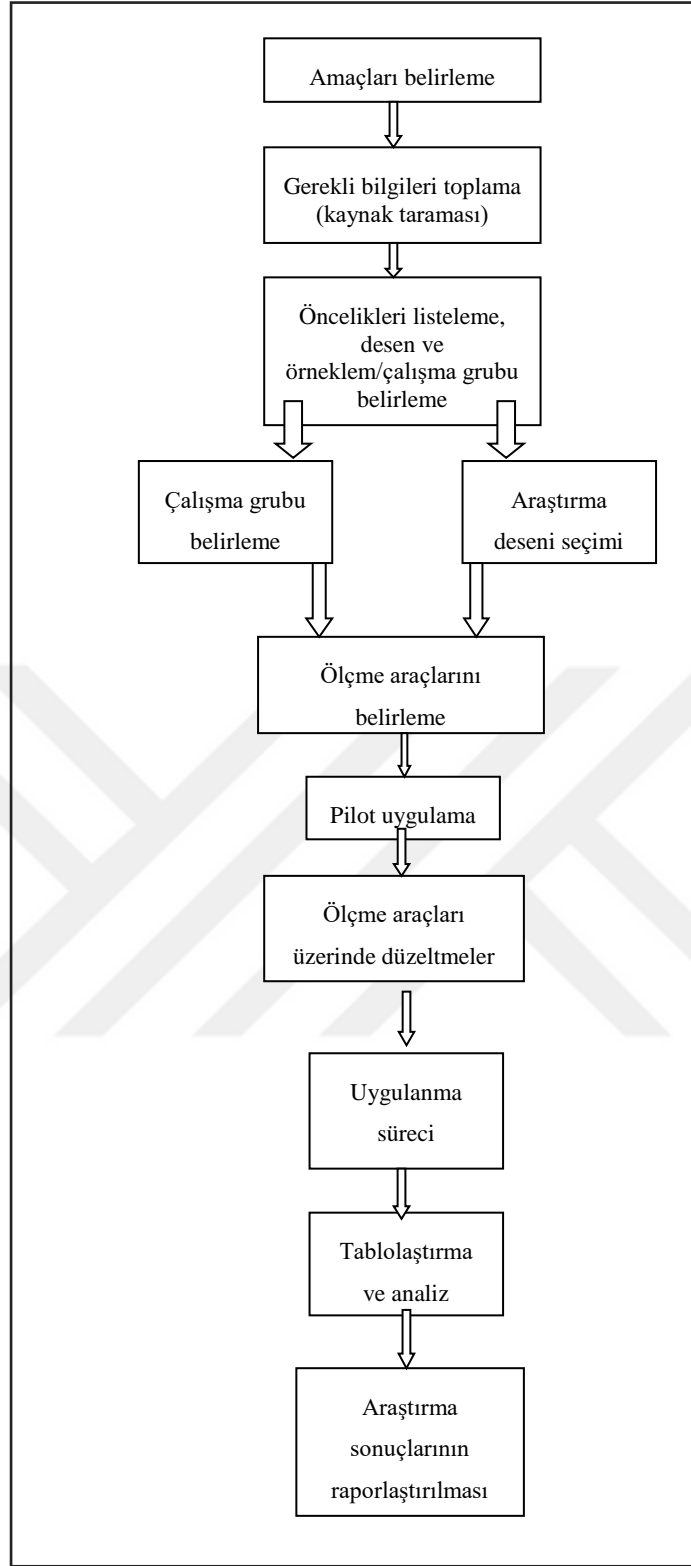 Amaçları belirleme
Gerekli bilgileri toplama
(kaynak taraması)
Öncelikleri listeleme,
desen ve
örneklem/çalışma grubu
belirleme
Çalışma grubu
belirleme
Araştırma
deseni seçimi
Ölçme araçlarını
belirleme
Pilot uygulama
Ölçme araçları
üzerinde düzeltmeler
Uygulanma
süreci
Tablolaştırma
ve analiz
Araştırma
sonuçlarının
raporlaştırılması